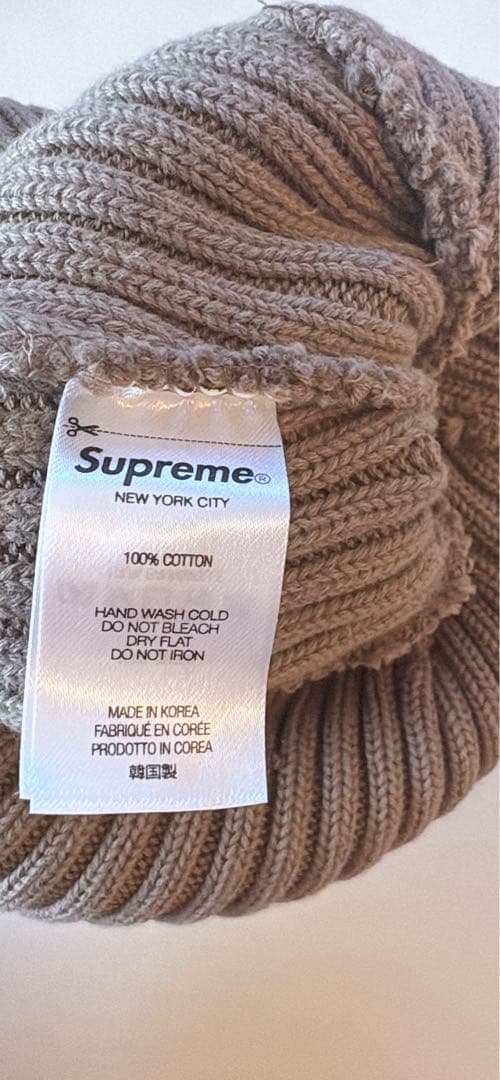 Supreme®
NEW YORK CITY
100% COTTON
HAND WASH COLD
DO NOT BLEACH
DRY FLAT
DO NOT IRON
MADE IN KOREA
FABRIQUÉ EN CORÉE
PRODOTTO IN COREA
韓国製